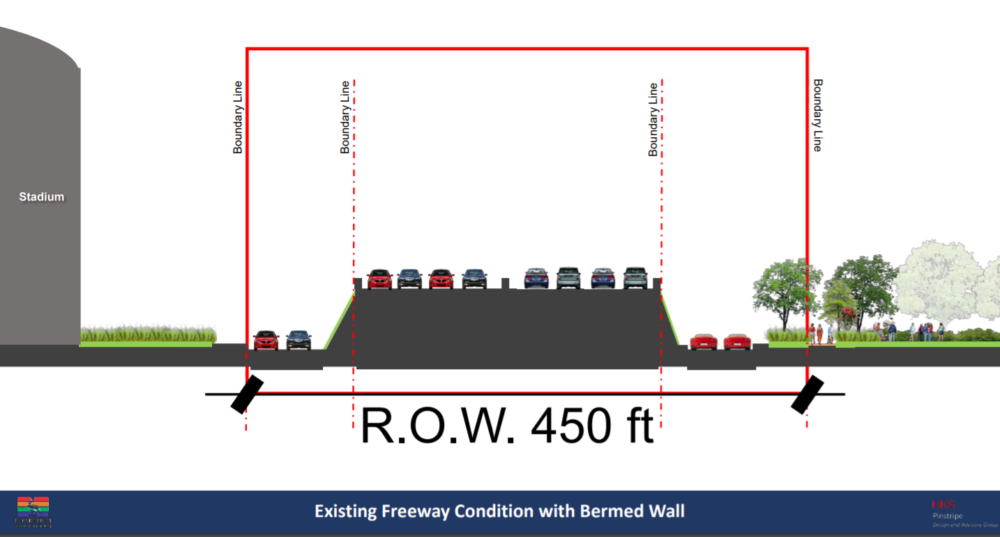 Boundary Line
Boundary Line
Boundary Line
Boundary Line
Stadium
R.O.W. 450 ft
Existing Freeway Condition with Bermed Wall
HKS
Pinstripe
Design and Advisory Group